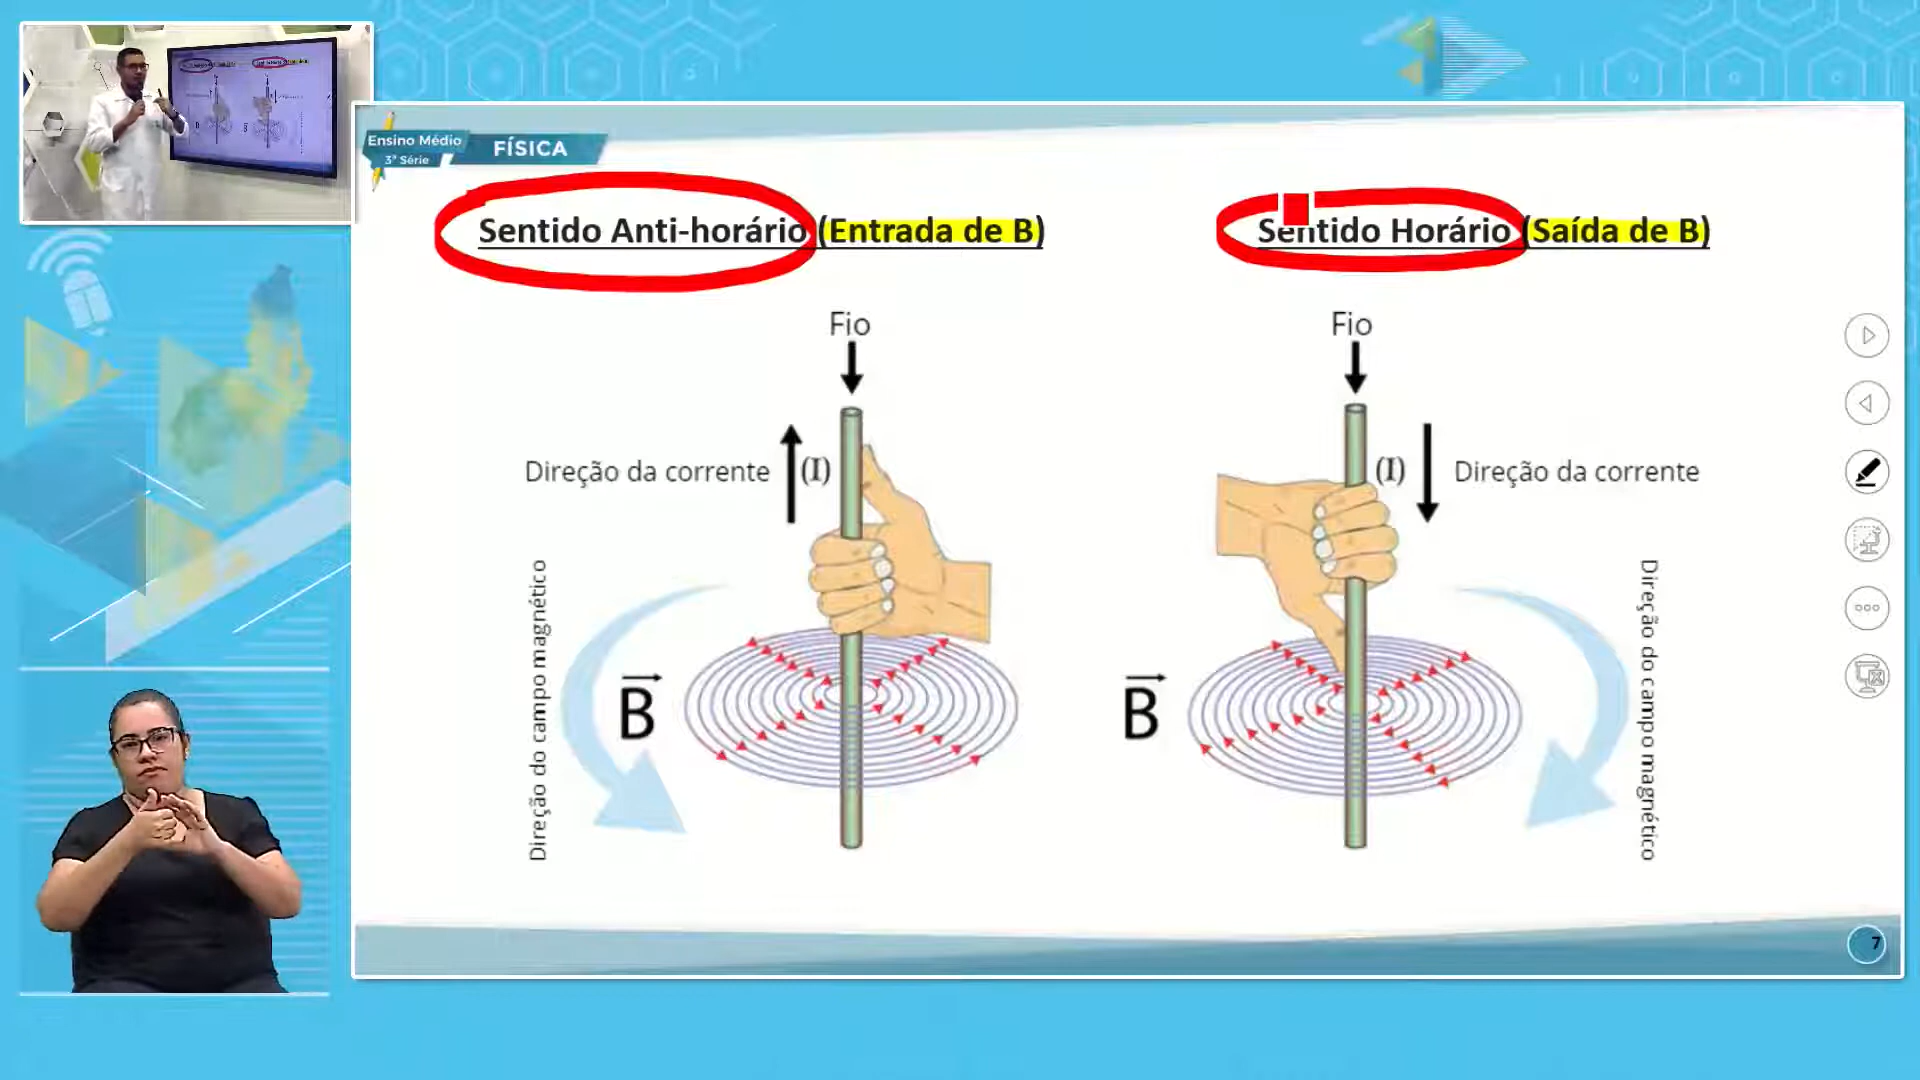 Ensino Médio
3ª Série
FÍSICA
Sentido Anti-horário (Entrada de B)
Sentido Horário (Saída de B)
Fio
Direção da corrente (I)
Direção do campo magnético
B
Fio
(I) Direção da corrente
Direção do campo magnético
B
7